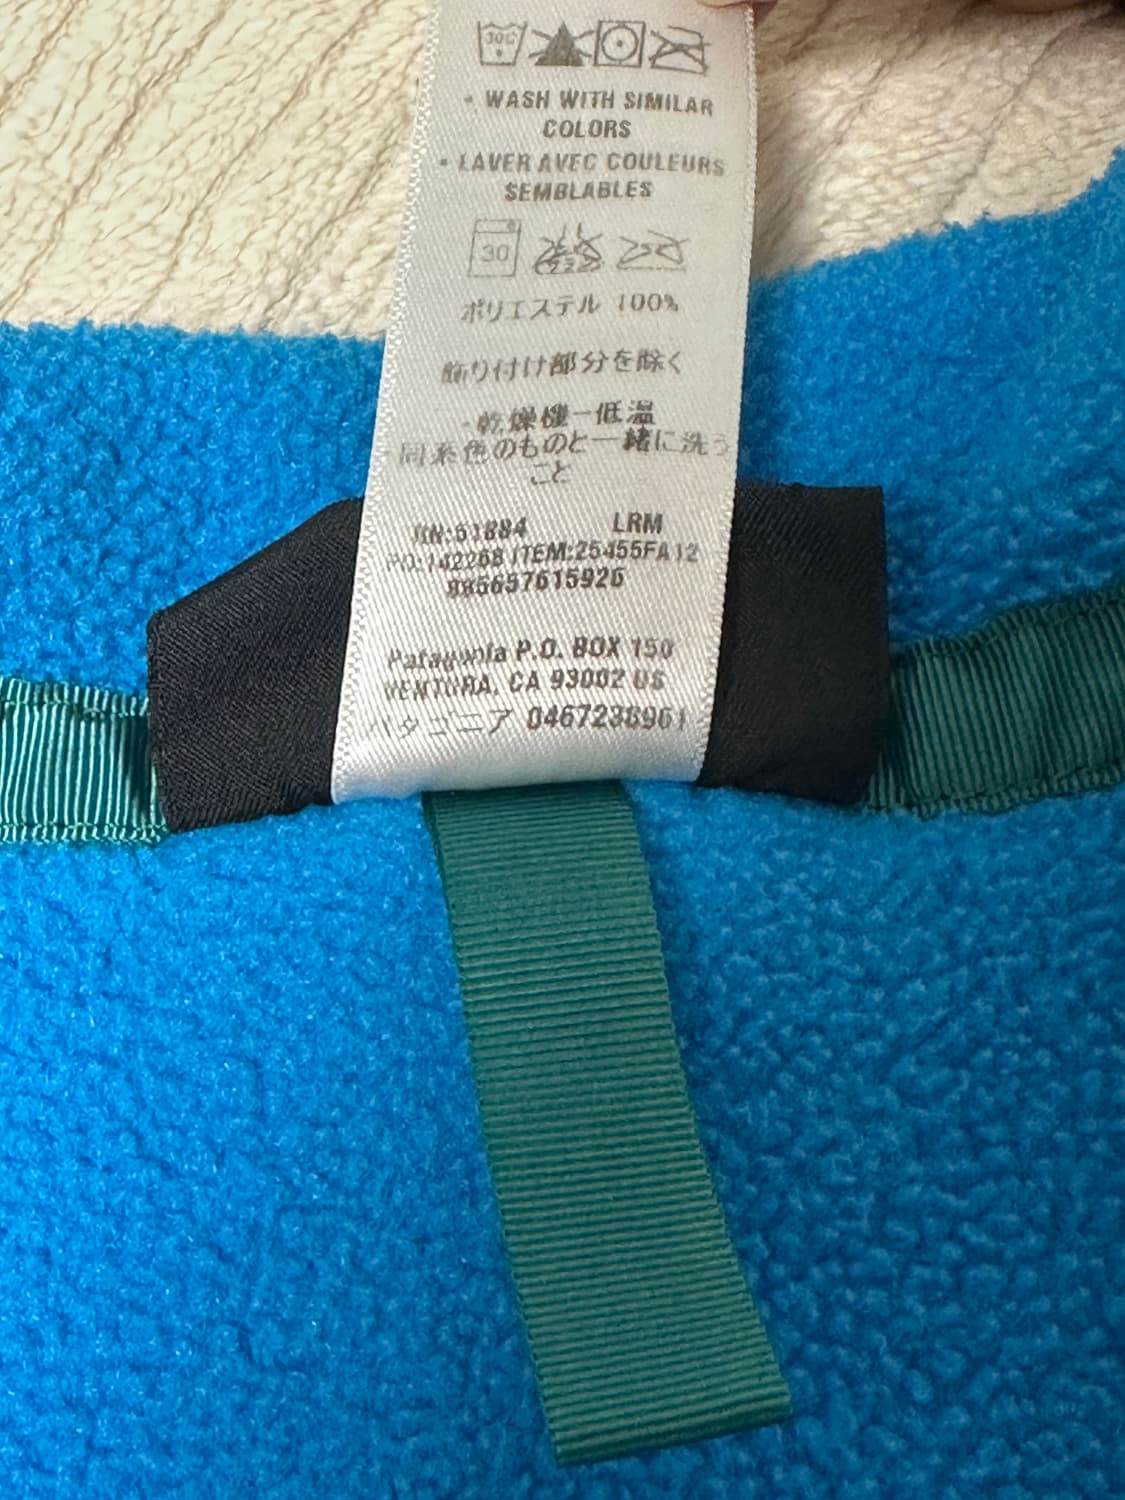 30C
• WASH WITH SIMILAR
COLORS
• LAVER AVEC COULEURS
SEMBLABLES
30
ポリエステル 100%
飾り付け部分を除く
・乾燥機ー低温
同系色のものと一緒に洗う
こと
RN:51884 LRM
PO:142268 ITEM:25455FA12
885657615926
Patagonia P.O. BOX 150
VENTURA, CA 93002 US
パタゴニア 0467238961